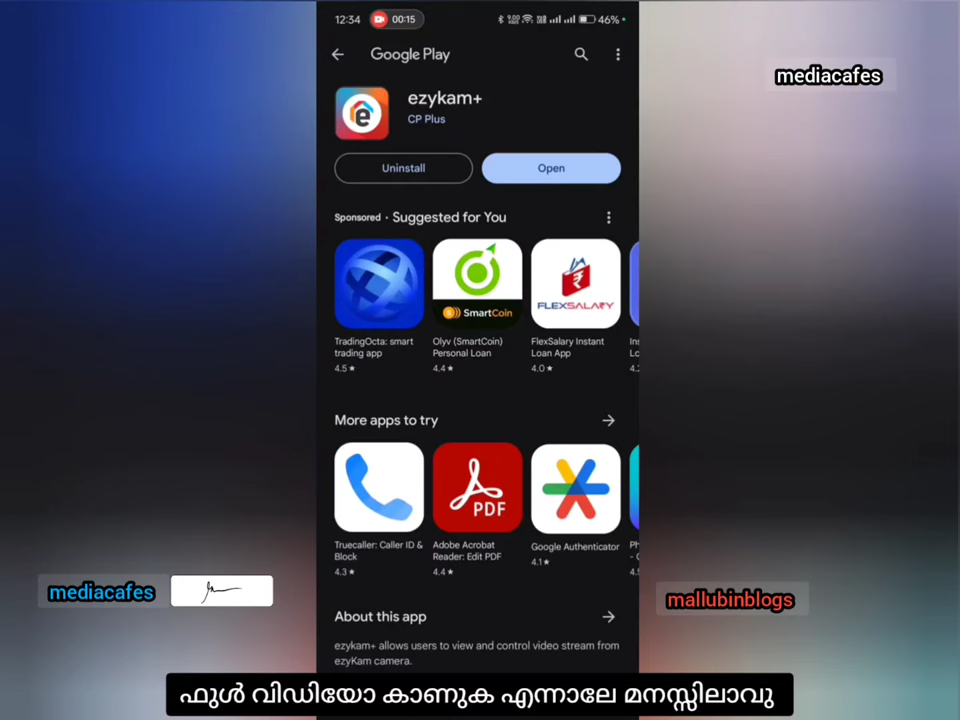 12:34 00:15 46%
mediacafes
Google Play
ezykam+
CP Plus
Uninstall Open
Sponsored · Suggested for You
SmartCoin FLEXSALARY
TradingOcta: smart trading app
4.5 ★
Olyv (SmartCoin) Personal Loan
4.4 ★
FlexSalary Instant Loan App
4.0 ★
More apps to try
PDF
Truecaller: Caller ID & Block
4.3 ★
Adobe Acrobat Reader: Edit PDF
4.4 ★
Google Authenticator
4.1 ★
mediacafes
mallubinblogs
About this app
ezykam+ allows users to view and control video stream from
ezyKam camera.
ഫുൾ വിഡിയോ കാണുക എന്നാലേ മനസ്സിലാവു